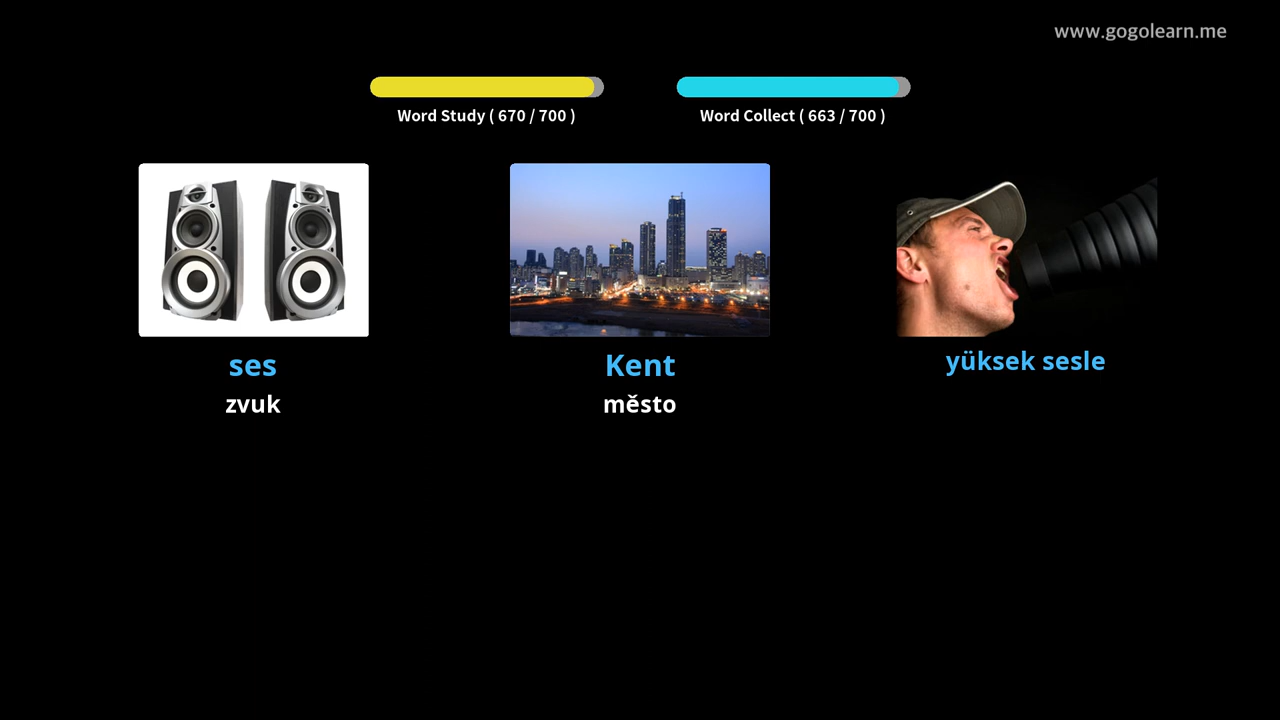 www.gogolearn.me
Word Study ( 670 / 700 )
Word Collect ( 663 / 700 )
ses
zvuk
Kent
město
yüksek sesle